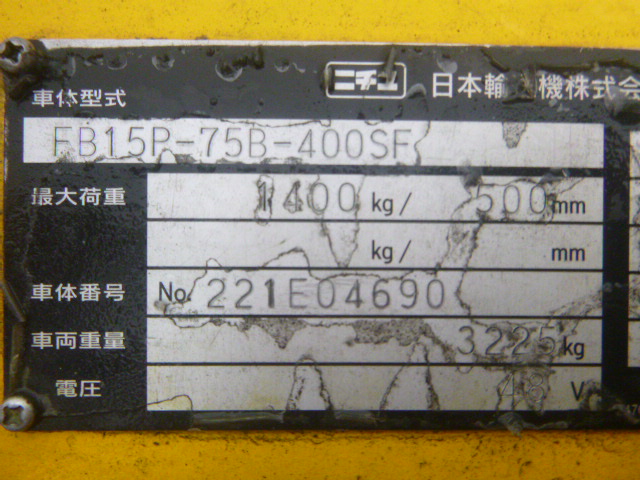 ニチユ 日本輸 機株式会
車体型式
FB15P-75B-400SF
最大荷重 1400 kg/ 500 mm
kg/ mm
車体番号 No. 221E04690
車両重量 3225 kg
電圧 48 V